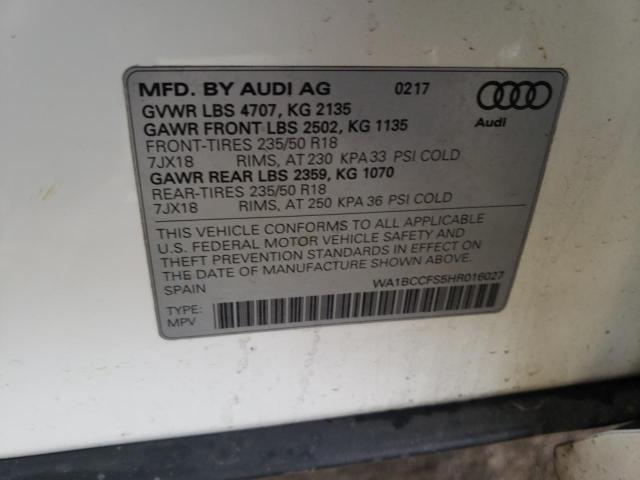 MFD. BY AUDI AG 0217
GVWR LBS 4707, KG 2135
GAWR FRONT LBS 2502, KG 1135
FRONT-TIRES 235/50 R18
7JX18 RIMS, AT 230 KPA 33 PSI COLD
GAWR REAR LBS 2359, KG 1070
REAR-TIRES 235/50 R18
7JX18 RIMS, AT 250 KPA 36 PSI COLD
Audi
THIS VEHICLE CONFORMS TO ALL APPLICABLE
U.S. FEDERAL MOTOR VEHICLE SAFETY AND
THEFT PREVENTION STANDARDS IN EFFECT
ON THE DATE OF MANUFACTURE SHOWN ABOVE.
SPAIN WA1BCCFS5HR016027
TYPE:
MPV